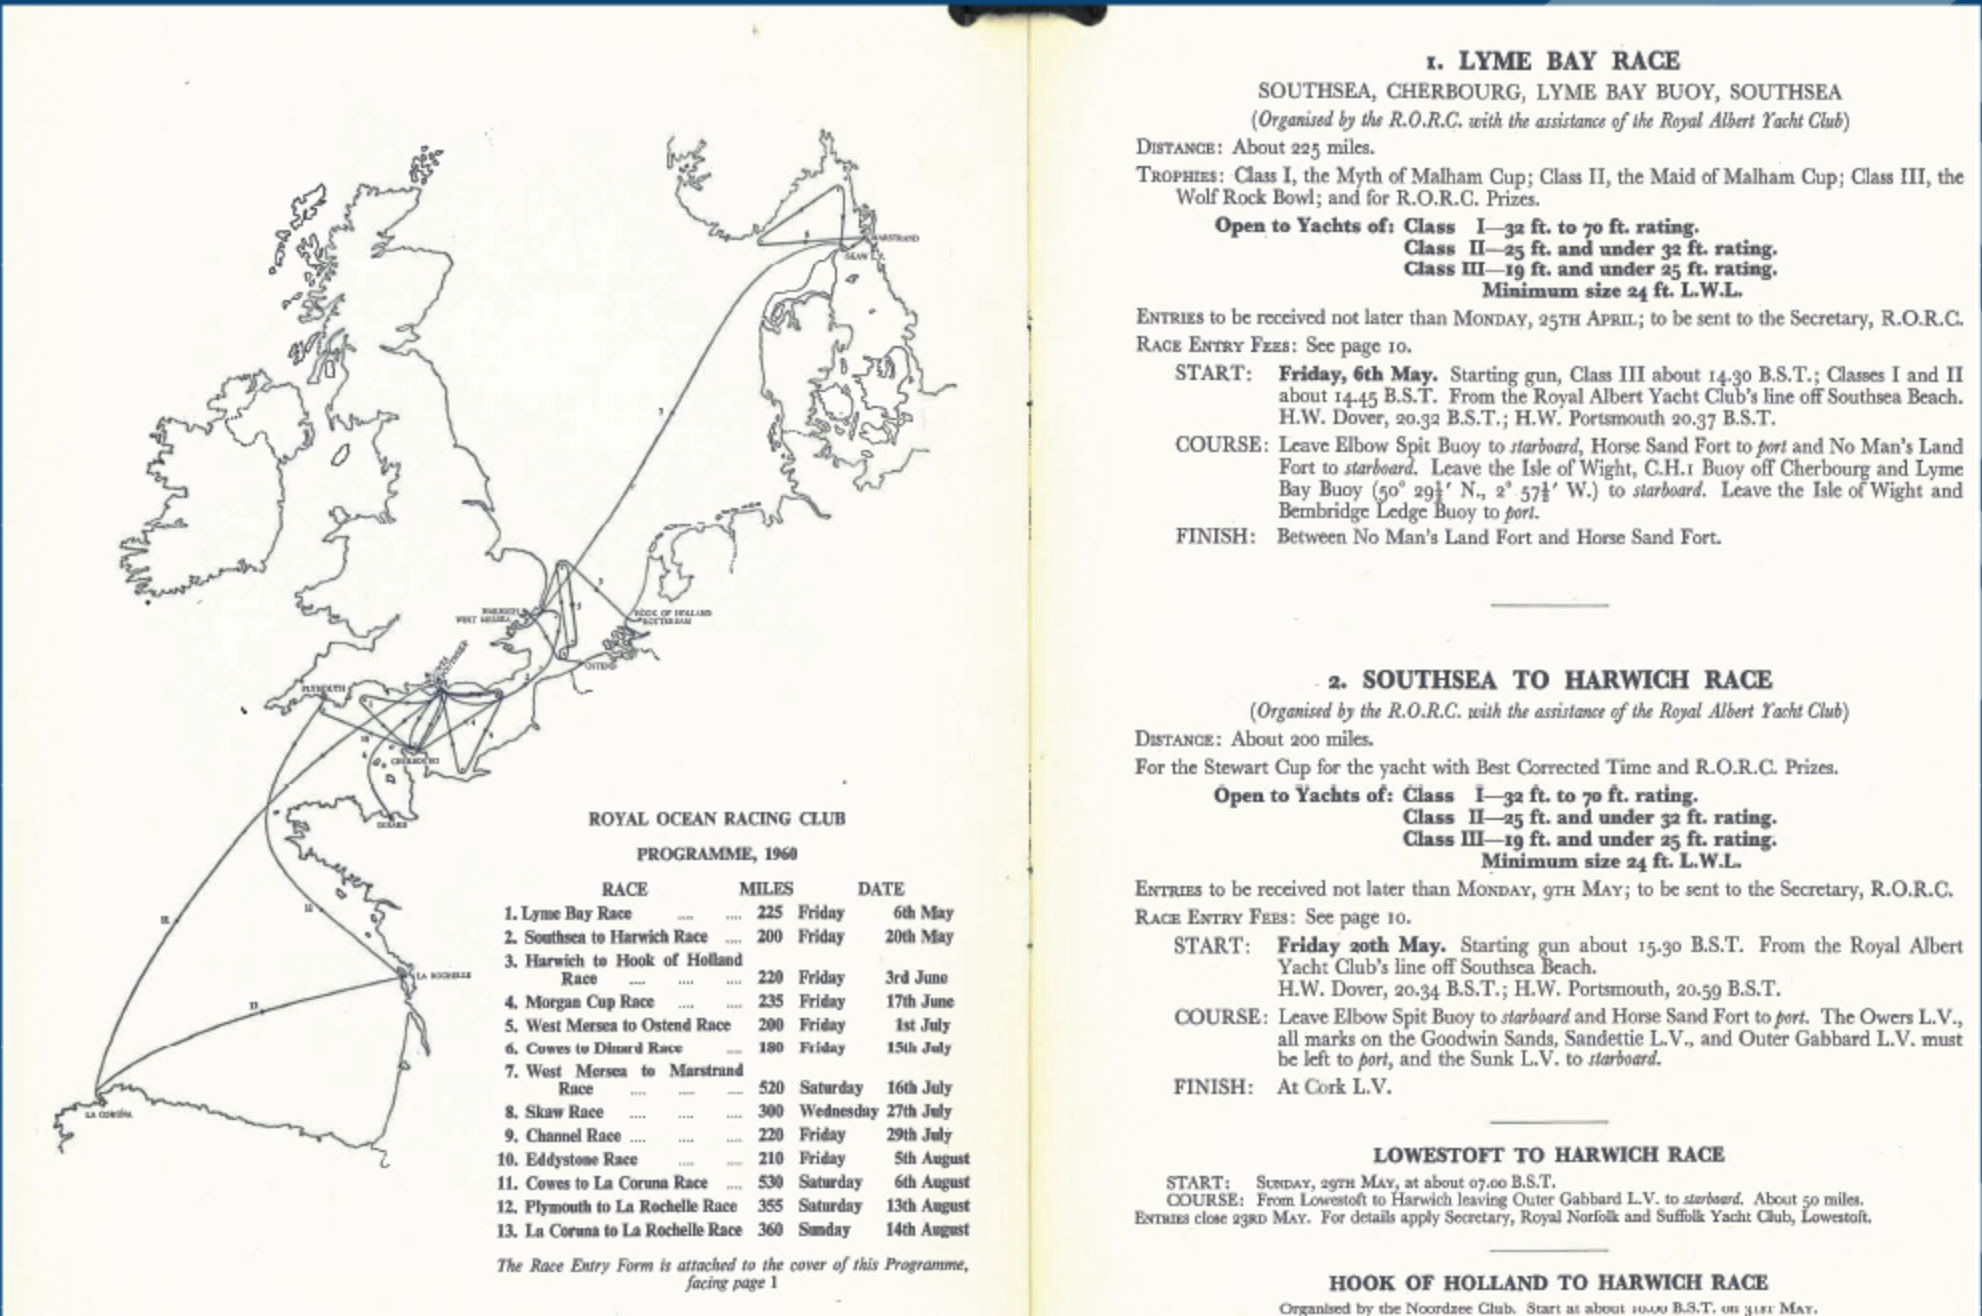 MARSTRAND
SKAW L.V.
HARWICH
WEST MERSEA
HOOK OF HOLLAND
ROTTERDAM
OSTEND
PLYMOUTH
CHERBOURG
DINARD
LA ROCHELLE
LA CORUÑA
ROYAL OCEAN RACING CLUB
PROGRAMME, 1960
RACE MILES DATE
1. Lyme Bay Race .... .... 225 Friday 6th May
2. Southsea to Harwich Race .... 200 Friday 20th May
3. Harwich to Hook of Holland
Race .... .... .... 220 Friday 3rd June
4. Morgan Cup Race .... .... 235 Friday 17th June
5. West Mersea to Ostend Race 200 Friday 1st July
6. Cowes to Dinard Race .... 180 Friday 15th July
7. West Mersea to Marstrand
Race .... .... .... 520 Saturday 16th July
8. Skaw Race .... .... .... 300 Wednesday 27th July
9. Channel Race .... .... .... 220 Friday 29th July
10. Eddystone Race .... .... 210 Friday 5th August
11. Cowes to La Coruna Race .... 530 Saturday 6th August
12. Plymouth to La Rochelle Race 355 Saturday 13th August
13. La Coruna to La Rochelle Race 360 Sunday 14th August
The Race Entry Form is attached to the cover of this Programme,
facing page 1
1. LYME BAY RACE
SOUTHSEA, CHERBOURG, LYME BAY BUOY, SOUTHSEA
(Organised by the R.O.R.C. with the assistance of the Royal Albert Yacht Club)
DISTANCE: About 225 miles.
TROPHIES: Class I, the Myth of Malham Cup; Class II, the Maid of Malham Cup; Class III, the
Wolf Rock Bowl; and for R.O.R.C. Prizes.
Open to Yachts of: Class I—32 ft. to 70 ft. rating.
Class II—25 ft. and under 32 ft. rating.
Class III—19 ft. and under 25 ft. rating.
Minimum size 24 ft. L.W.L.
ENTRIES to be received not later than MONDAY, 25TH APRIL; to be sent to the Secretary, R.O.R.C.
RACE ENTRY FEES: See page 10.
START: Friday, 6th May. Starting gun, Class III about 14.30 B.S.T.; Classes I and II
about 14.45 B.S.T. From the Royal Albert Yacht Club's line off Southsea Beach.
H.W. Dover, 20.32 B.S.T.; H.W. Portsmouth 20.37 B.S.T.
COURSE: Leave Elbow Spit Buoy to starboard, Horse Sand Fort to port and No Man's Land
Fort to starboard. Leave the Isle of Wight, C.H.1 Buoy off Cherbourg and Lyme
Bay Buoy (50° 29½′ N., 2° 57½′ W.) to starboard. Leave the Isle of Wight and
Bembridge Ledge Buoy to port.
FINISH: Between No Man's Land Fort and Horse Sand Fort.
2. SOUTHSEA TO HARWICH RACE
(Organised by the R.O.R.C. with the assistance of the Royal Albert Yacht Club)
DISTANCE: About 200 miles.
For the Stewart Cup for the yacht with Best Corrected Time and R.O.R.C. Prizes.
Open to Yachts of: Class I—32 ft. to 70 ft. rating.
Class II—25 ft. and under 32 ft. rating.
Class III—19 ft. and under 25 ft. rating.
Minimum size 24 ft. L.W.L.
ENTRIES to be received not later than MONDAY, 9TH MAY; to be sent to the Secretary, R.O.R.C.
RACE ENTRY FEES: See page 10.
START: Friday 20th May. Starting gun about 15.30 B.S.T. From the Royal Albert
Yacht Club's line off Southsea Beach.
H.W. Dover, 20.34 B.S.T.; H.W. Portsmouth, 20.59 B.S.T.
COURSE: Leave Elbow Spit Buoy to starboard and Horse Sand Fort to port. The Owers L.V.,
all marks on the Goodwin Sands, Sandettie L.V., and Outer Gabbard L.V. must
be left to port, and the Sunk L.V. to starboard.
FINISH: At Cork L.V.
LOWESTOFT TO HARWICH RACE
START: SUNDAY, 29TH MAY, at about 07.00 B.S.T.
COURSE: From Lowestoft to Harwich leaving Outer Gabbard L.V. to starboard. About 50 miles.
ENTRIES close 23RD MAY. For details apply Secretary, Royal Norfolk and Suffolk Yacht Club, Lowestoft.
HOOK OF HOLLAND TO HARWICH RACE
Organised by the Noordzee Club. Start at about 10.00 B.S.T. on 31ST MAY.